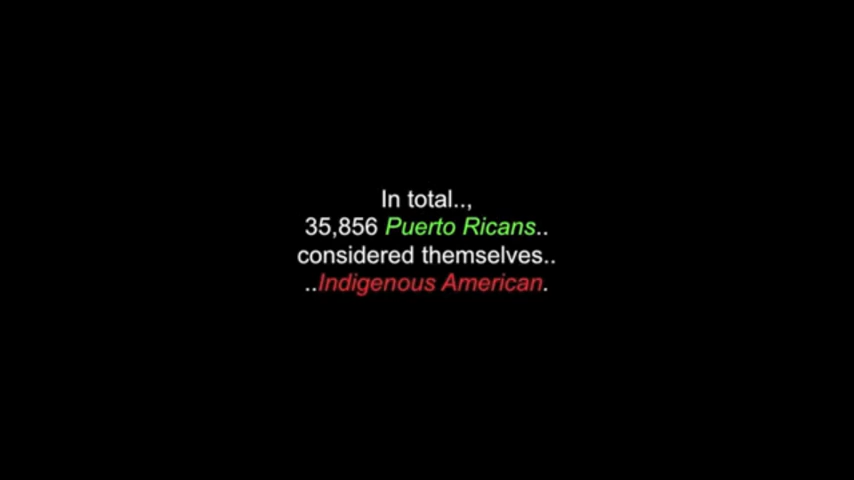 In total..,
35,856 Puerto Ricans..
considered themselves..
..Indigenous American.